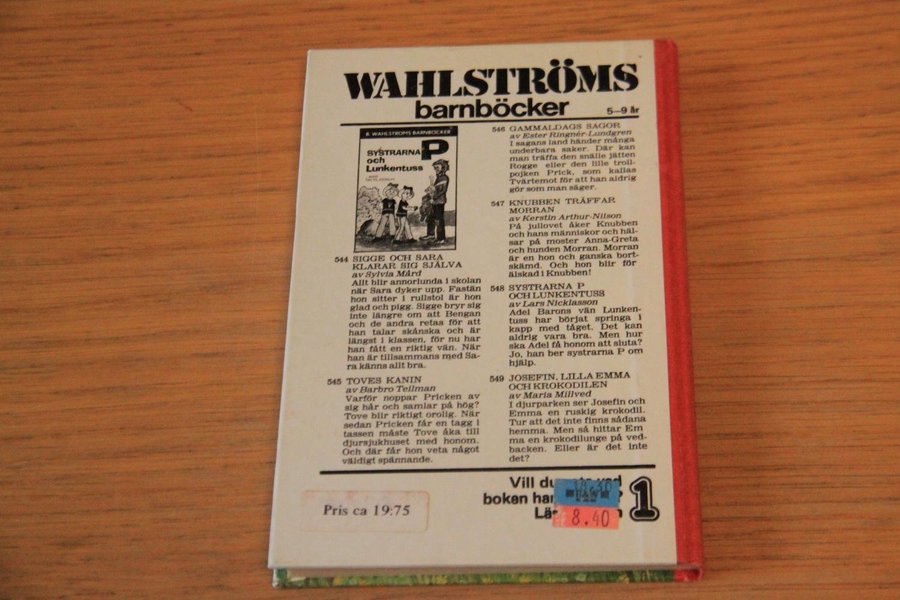 WAHLSTRÖMS
barnböcker
5–9 år
B. WAHLSTRÖMS BARNBÖCKER
SYSTRARNA P
och
Lunkentuss
544 SIGGE OCH SARA
KLARAR SIG SJÄLVA
av Sylvia Mård
Allt blir annorlunda i skolan
när Sara dyker upp. Fastän
hon sitter i rullstol är hon
glad och pigg. Sigge bryr sig
inte längre om att Bengan
och de andra retas för att
han talar skånska och är
längst i klassen, för nu har
han fått en riktig vän. När
han är tillsammans med Sa-
ra känns allt bra.
545 TOVES KANIN
av Barbro Teilman
Varför noppar Pricken av
sig hår och samlar på hög?
Tove blir riktigt orolig. När
sedan Pricken får en tagg i
tassen måste Tove åka till
djursjukhuset med honom.
Och där får hon veta något
väldigt spännande.
546 GAMMALDAGS SAGOR
av Ester Ringnér-Lundgren
I sagans land händer många
underbara saker. Där kan
man träffa den snälle jätten
Rogge eller den lille troll-
pojken Prick, som kallas
Tvärtemot för att han aldrig
gör som man säger.
547 KNUBBEN TRÄFFAR
MORRAN
av Kerstin Arthur-Nilson
På jullovet åker Knubben
och hans människor och häl-
sar på moster Anna-Greta
och hunden Morran. Morran
är en hon och ganska bort-
skämd. Och hon blir för
älskad i Knubben!
548 SYSTRARNA P
OCH LUNKENTUSS
av Lars Nicklasson
Adel Barons vän Lunken-
tuss har börjat springa i
kapp med tåget. Det kan
aldrig vara bra. Men hur
ska Adel få honom att sluta?
Jo, han ber systrarna P om
hjälp.
549 JOSEFIN, LILLA EMMA
OCH KROKODILEN
av Maria Millved
I djurparken ser Josefin och
Emma en ruskig krokodil.
Tur att det inte finns sådana
hemma. Men så hittar Em
ma en krokodilunge på ved-
backen. Eller är det inte
det?
Vill du
boken
1
8.40
Pris ca 19:75